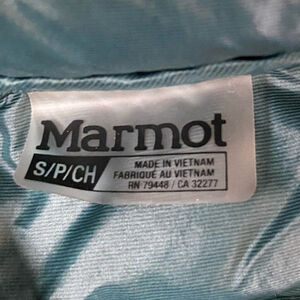 Marmot
S/P/CH
MADE IN VIETNAM
FABRIQUÉ AU VIETNAM
RN 79448 / CA 32277